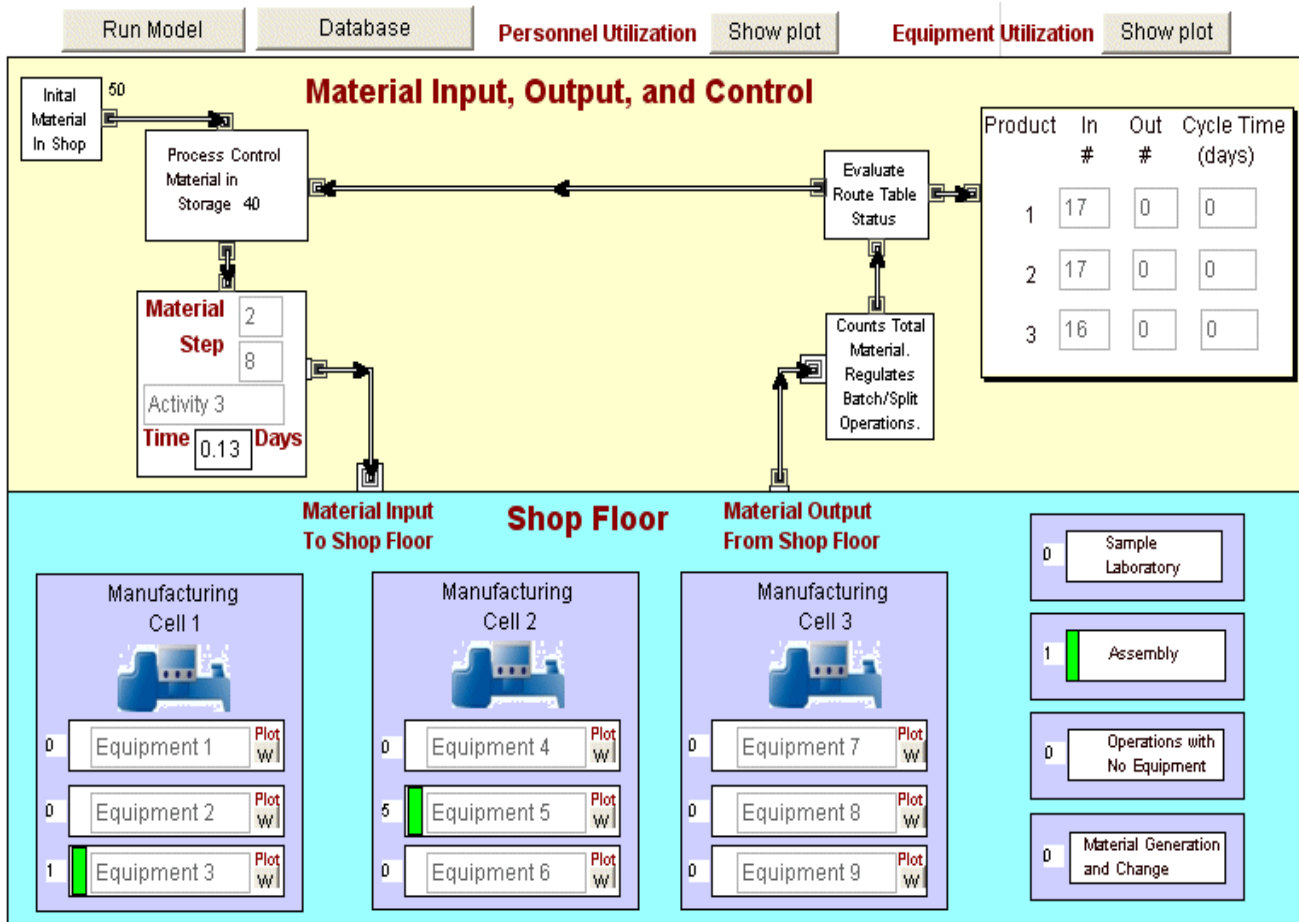 Run Model
Database
Personnel Utilization
Show plot
Equipment Utilization
Show plot
Material Input, Output, and Control
Inital
Material
In Shop
50
Process Control
Material in
Storage 40
Material
2
Step
8
Activity 3
Time 0.13 Days
Evaluate
Route Table
Status
Counts Total
Material.
Regulates
Batch/Split
Operations.
Product In Out Cycle Time
# # (days)
1 17 0 0
2 17 0 0
3 16 0 0
Material Input
To Shop Floor
Shop Floor
Material Output
From Shop Floor
Manufacturing
Cell 1
0 Equipment 1 Plot W
0 Equipment 2 Plot W
1 Equipment 3 Plot W
Manufacturing
Cell 2
0 Equipment 4 Plot W
5 Equipment 5 Plot W
0 Equipment 6 Plot W
Manufacturing
Cell 3
0 Equipment 7 Plot W
0 Equipment 8 Plot W
0 Equipment 9 Plot W
0 Sample
Laboratory
1 Assembly
0 Operations with
No Equipment
0 Material Generation
and Change